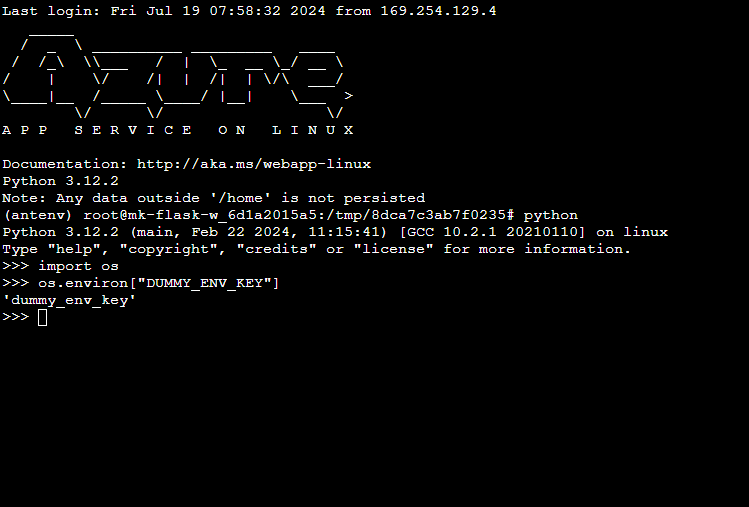 Last login: Fri Jul 19 07:58:32 2024 from 169.254.129.4
Azure
A P P   S E R V I C E   O N   L I N U X
Documentation: http://aka.ms/webapp-linux
Python 3.12.2
Note: Any data outside '/home' is not persisted
(antenv) root@mk-flask-w_6d1a2015a5:/tmp/8dca7c3ab7f0235# python
Python 3.12.2 (main, Feb 22 2024, 11:15:41) [GCC 10.2.1 20210110] on linux
Type "help", "copyright", "credits" or "license" for more information.
>>> import os
>>> os.environ["DUMMY_ENV_KEY"]
'dummy_env_key'
>>>